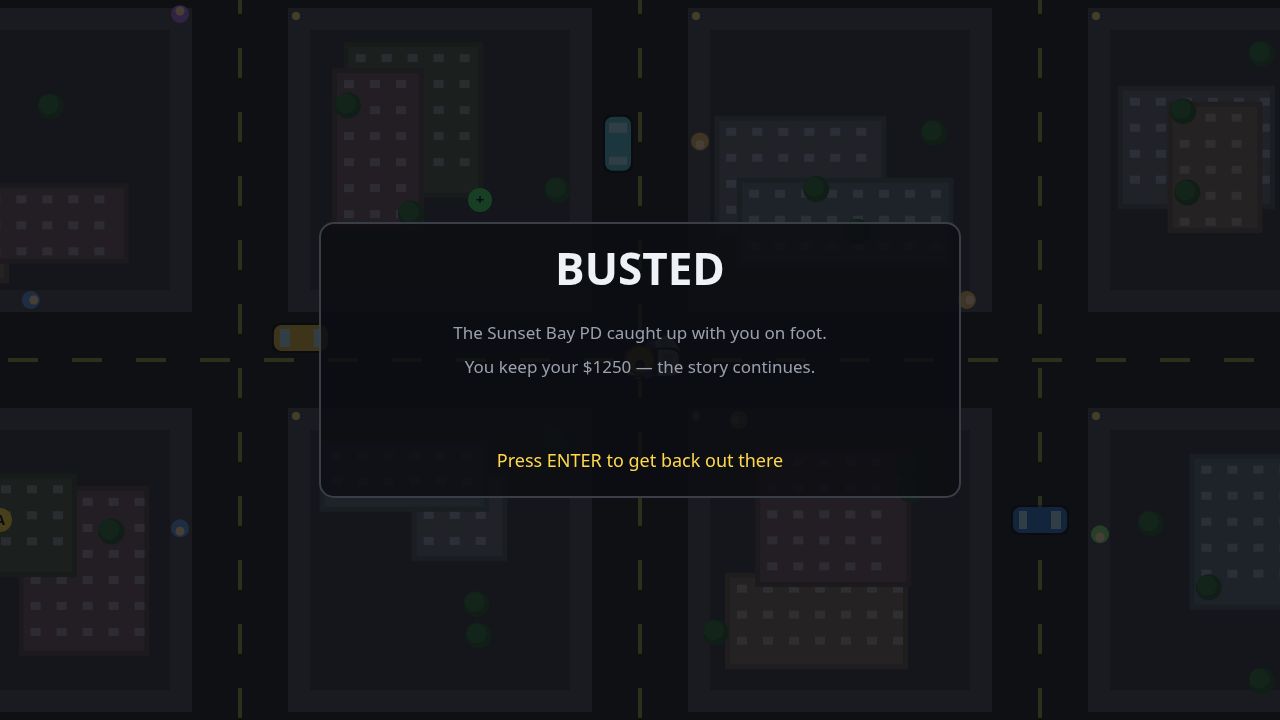 BUSTED
The Sunset Bay PD caught up with you on foot.
You keep your $1250 — the story continues.
Press ENTER to get back out there
+
A